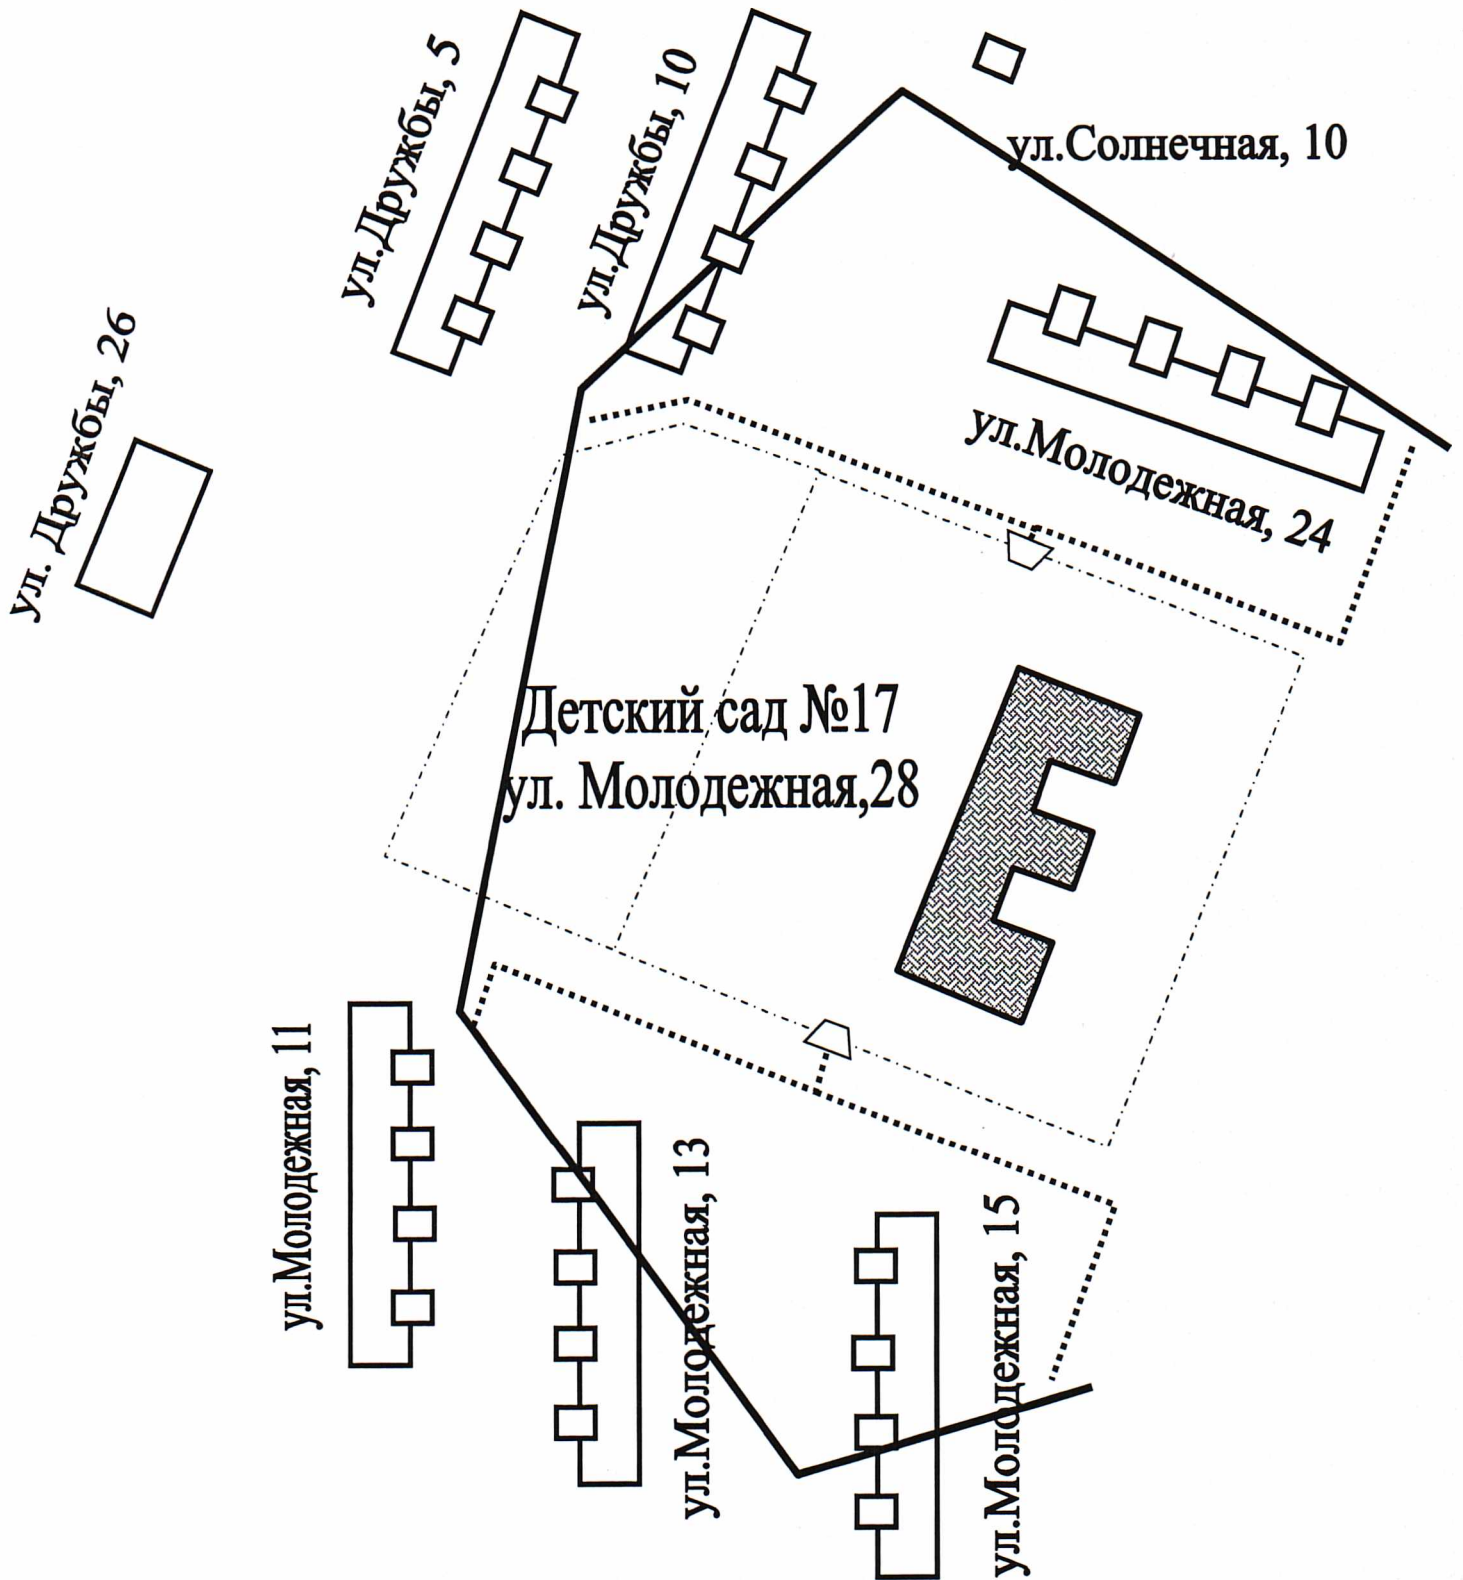 ул.Дружбы, 5
ул.Дружбы, 10
ул.Солнечная, 10
ул. Дружбы, 26
ул.Молодежная, 24
Детский сад №17
ул. Молодежная,28
ул.Молодежная, 11
ул.Молодежная, 13
ул.Молодежная, 15